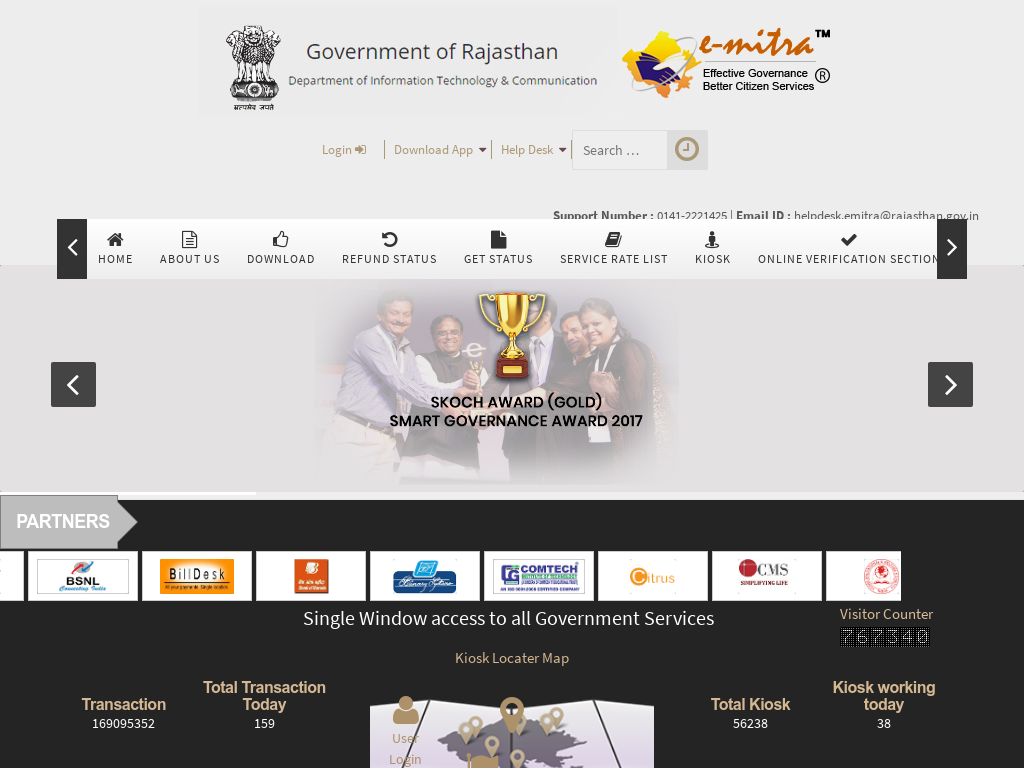 Government of Rajasthan
Department of Information Technology & Communication
सत्यमेव जयते
e-mitra™
Effective Governance
Better Citizen Services ®
Login
Download App
Help Desk
Search …
Support Number : 0141-2221425 | Email ID : helpdesk.emitra@rajasthan.gov.in
HOME
ABOUT US
DOWNLOAD
REFUND STATUS
GET STATUS
SERVICE RATE LIST
KIOSK
ONLINE VERIFICATION SECTION
SKOCH AWARD (GOLD)
SMART GOVERNANCE AWARD 2017
PARTNERS
BSNL
Connecting India
BillDesk
COMTECH
INSTITUTE OF TECHNOLOGY
Citrus
CMS
SIMPLIFYING LIFE
Single Window access to all Government Services
Visitor Counter
767340
Kiosk Locater Map
Transaction
169095352
Total Transaction
Today
159
User
Login
Total Kiosk
56238
Kiosk working
today
38